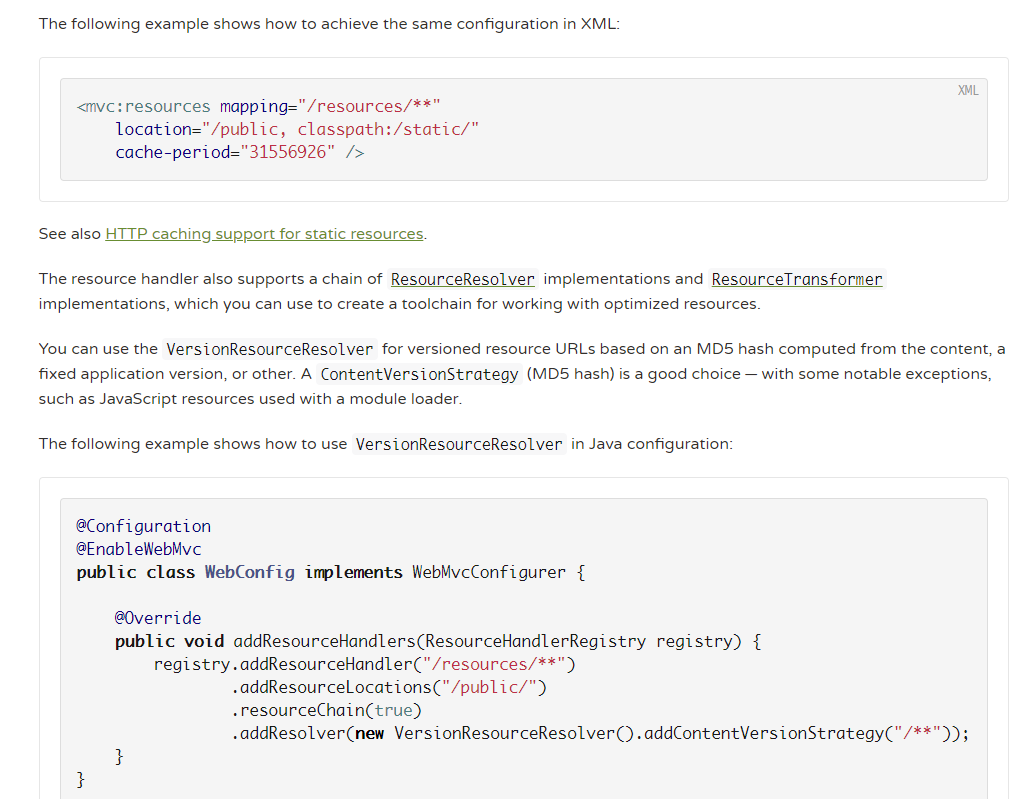 The following example shows how to achieve the same configuration in XML:
XML
<mvc:resources mapping="/resources/**"
    location="/public, classpath:/static/"
    cache-period="31556926" />
See also HTTP caching support for static resources.
The resource handler also supports a chain of ResourceResolver implementations and ResourceTransformer
implementations, which you can use to create a toolchain for working with optimized resources.
You can use the VersionResourceResolver for versioned resource URLs based on an MD5 hash computed from the content, a
fixed application version, or other. A ContentVersionStrategy (MD5 hash) is a good choice — with some notable exceptions,
such as JavaScript resources used with a module loader.
The following example shows how to use VersionResourceResolver in Java configuration:
@Configuration
@EnableWebMvc
public class WebConfig implements WebMvcConfigurer {
    @Override
    public void addResourceHandlers(ResourceHandlerRegistry registry) {
        registry.addResourceHandler("/resources/**")
                .addResourceLocations("/public/")
                .resourceChain(true)
                .addResolver(new VersionResourceResolver().addContentVersionStrategy("/**"));
    }
}